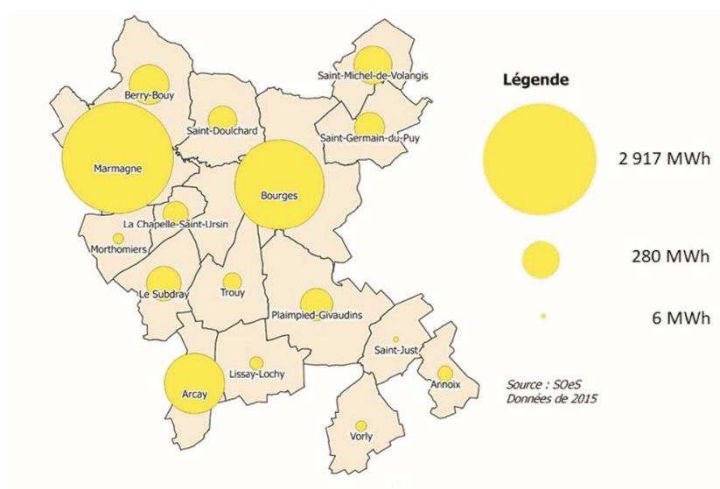 Saint-Michel-de-Volangis
Berry-Bouy
Saint-Doulchard
Saint-Germain-du-Puy
Marmagne
Bourges
La Chapelle-Saint-Ursin
Morthomiers
Le Subdray
Trouy
Plaimpied-Givaudins
Saint-Just
Lissay-Lochy
Annoix
Arcay
Vorly
Légende
2 917 MWh
280 MWh
6 MWh
Source : SOeS
Données de 2015